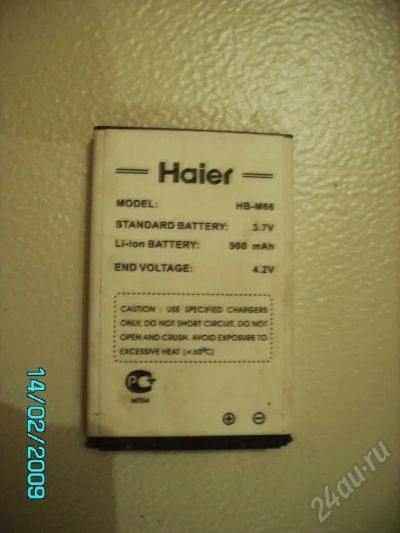 Haier
MODEL: HB-M66
STANDARD BATTERY: 3.7V
Li-ion BATTERY: 900 mAh
END VOLTAGE: 4.2V
CAUTION : USE SPECIFIED CHARGERS
ONLY, DO NOT SHORT CIRCUIT, DO NOT
OPEN AND CRUSH. AVOID EXPOSURE TO
EXCESSIVE HEAT (<60°C)
14/02/2009
24au.ru